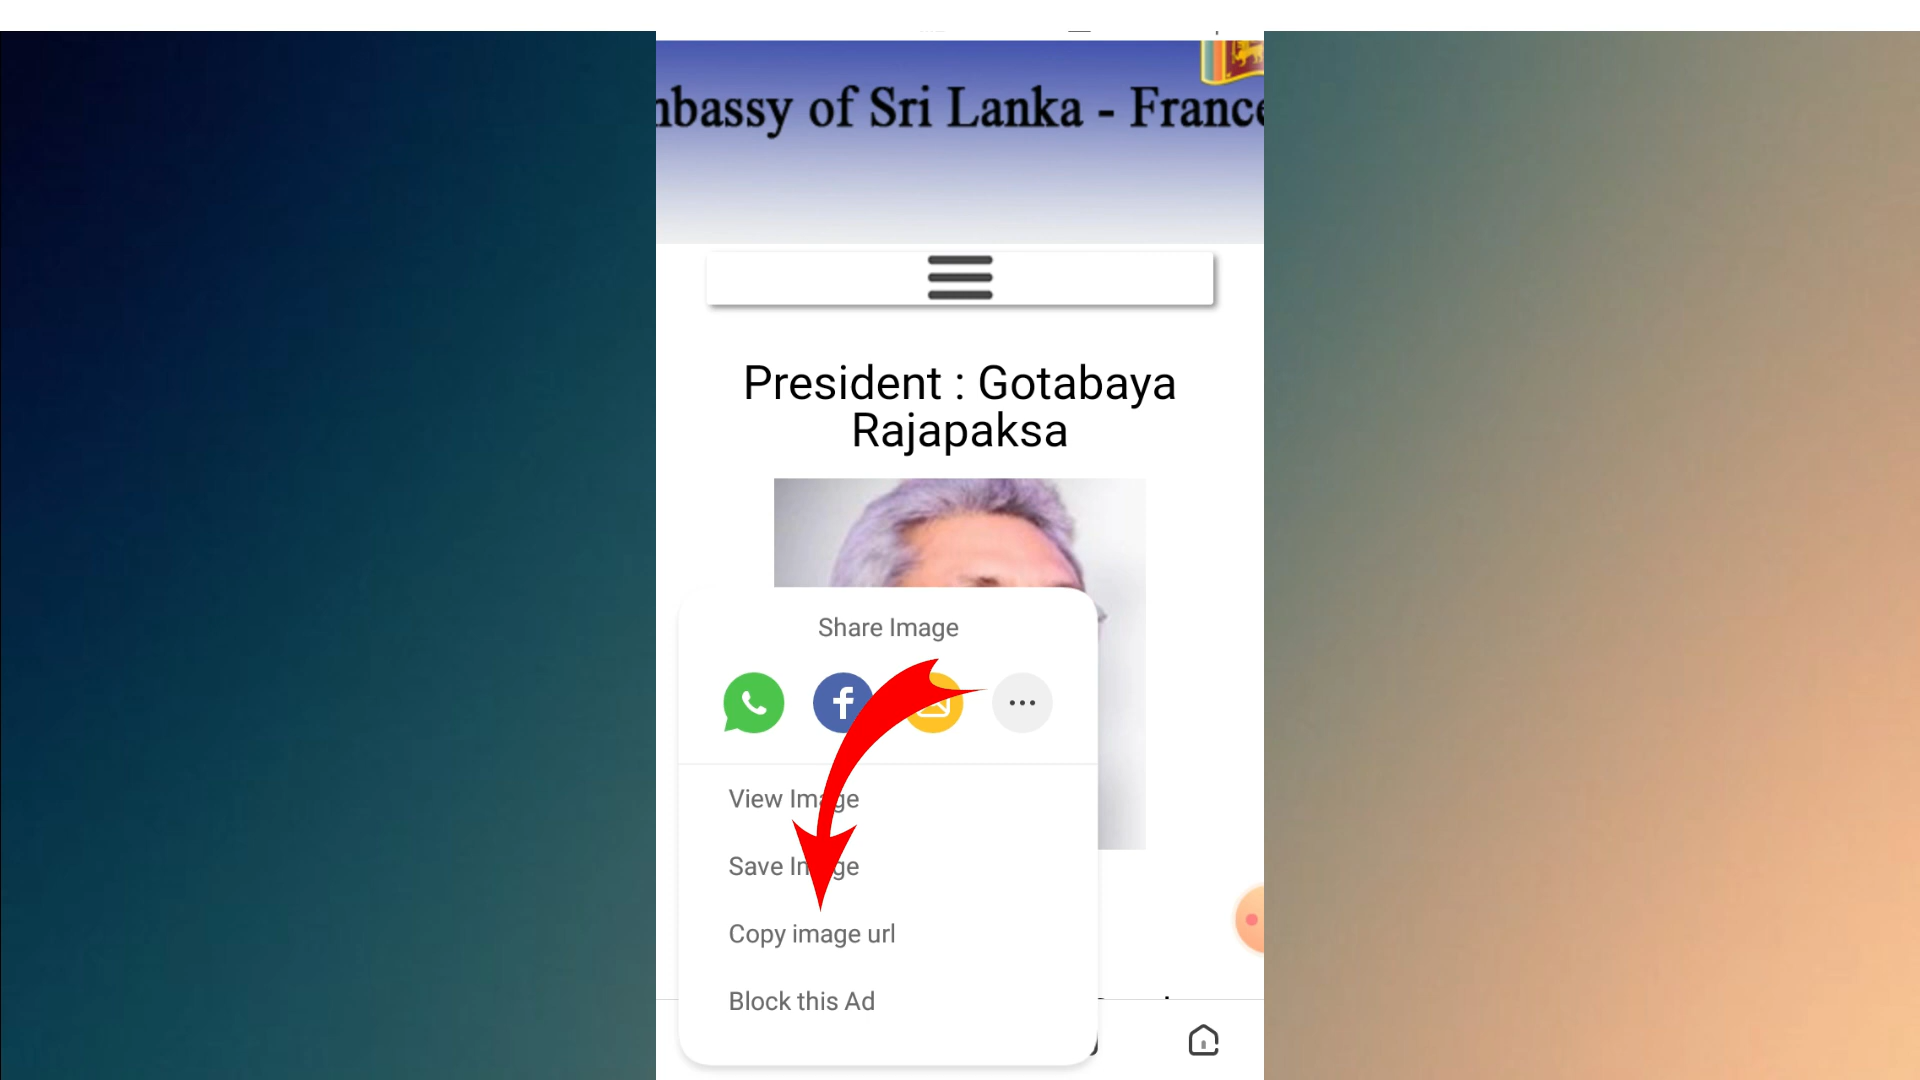 mbassy of Sri Lanka - France
President : Gotabaya
Rajapaksa
Share Image
View Image
Save Image
Copy image url
Block this Ad